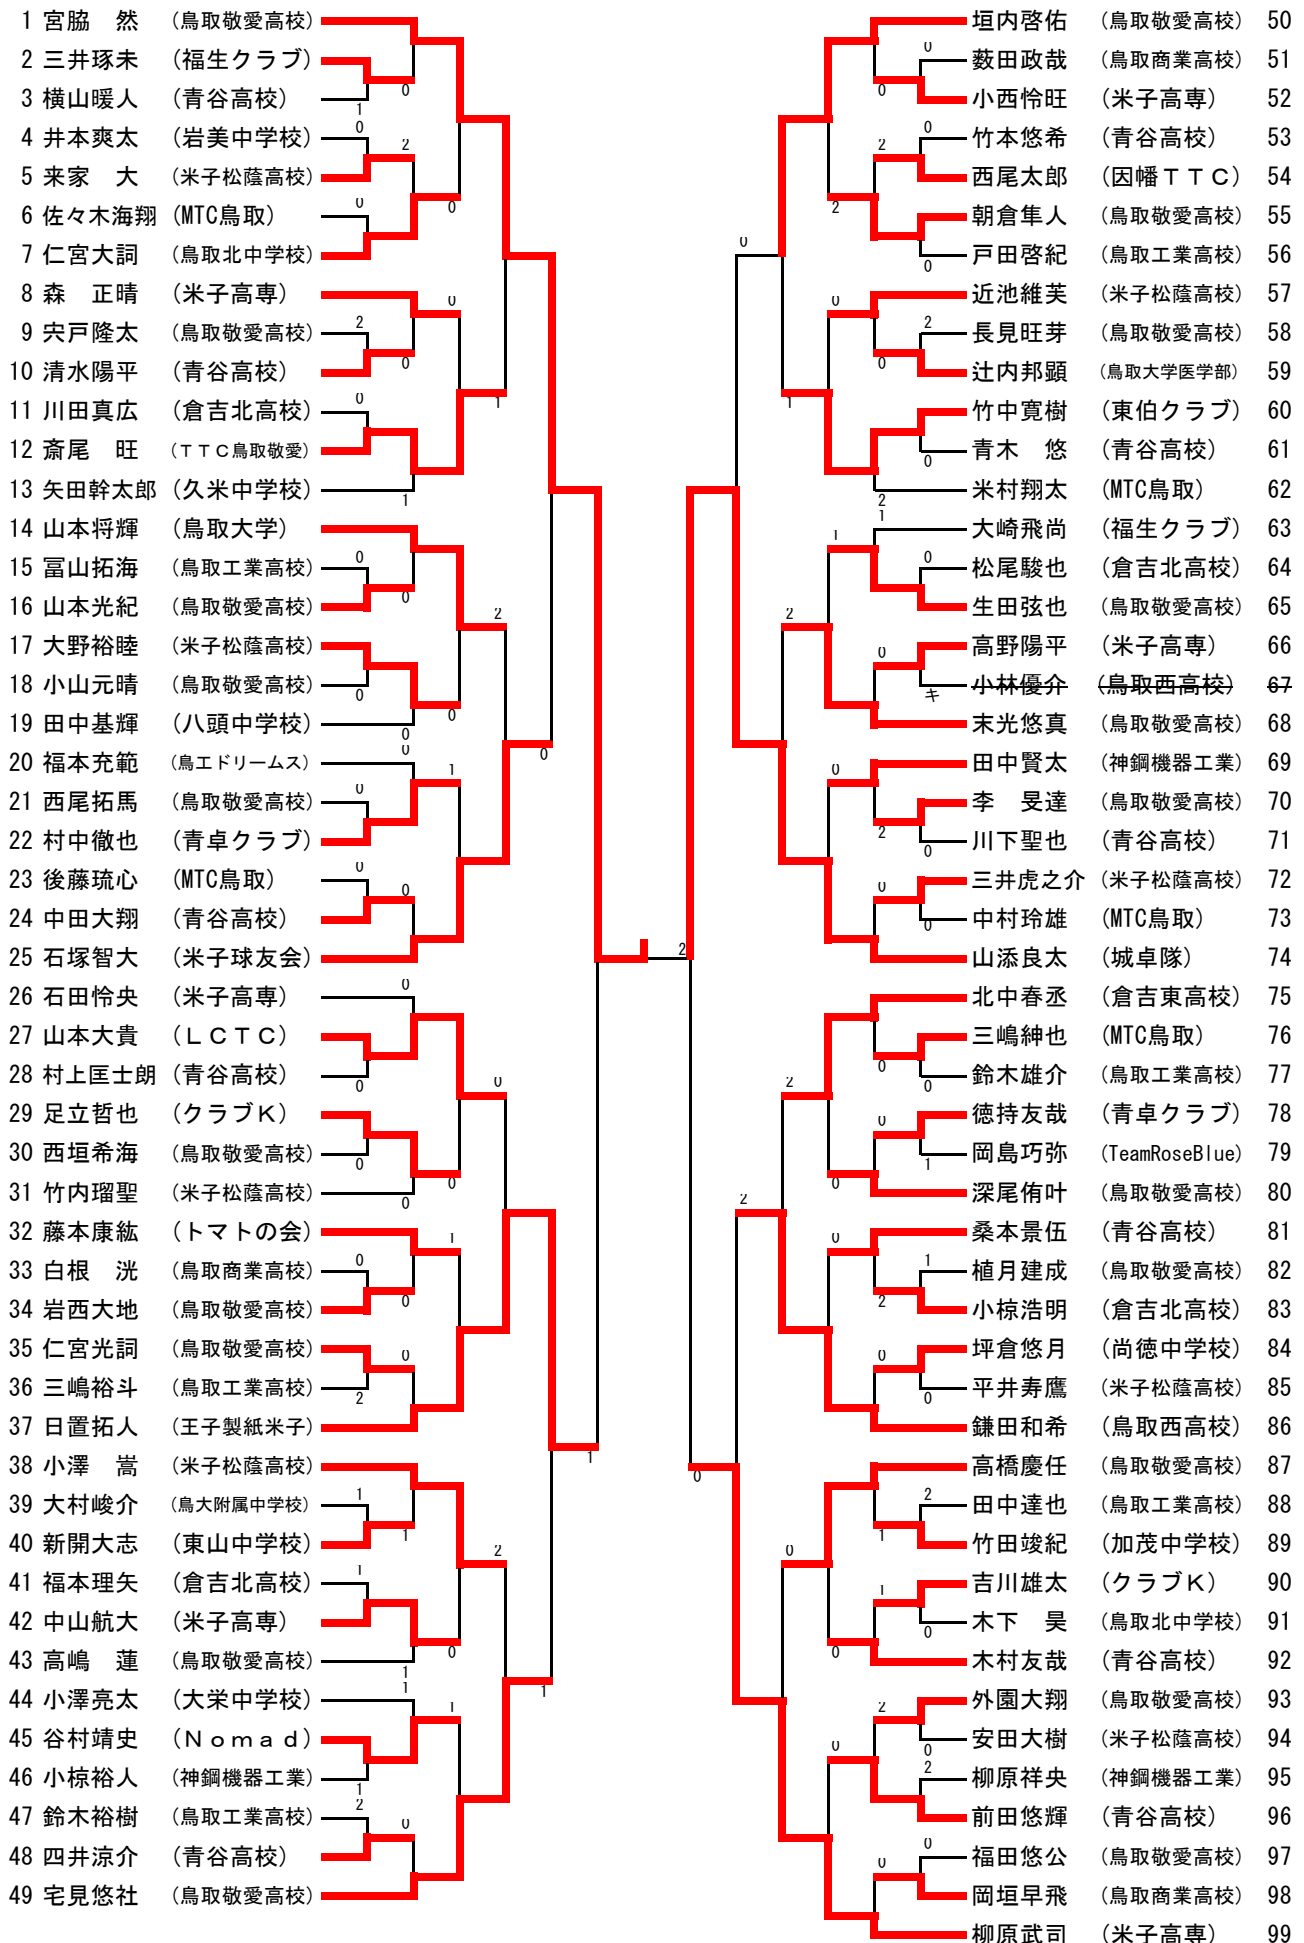 1 宮脇　然 (鳥取敬愛高校)
2 三井琢未 (福生クラブ)
3 横山暖人 (青谷高校)
4 井本爽太 (岩美中学校)
5 来家　大 (米子松蔭高校)
6 佐々木海翔 (MTC鳥取)
7 仁宮大詞 (鳥取北中学校)
8 森　正晴 (米子高専)
9 宍戸隆太 (鳥取敬愛高校)
10 清水陽平 (青谷高校)
11 川田真広 (倉吉北高校)
12 斎尾　旺 (ＴＴＣ鳥取敬愛)
13 矢田幹太郎 (久米中学校)
14 山本将輝 (鳥取大学)
15 冨山拓海 (鳥取工業高校)
16 山本光紀 (鳥取敬愛高校)
17 大野裕睦 (米子松蔭高校)
18 小山元晴 (鳥取敬愛高校)
19 田中基輝 (八頭中学校)
20 福本充範 (鳥エドリームス)
21 西尾拓馬 (鳥取敬愛高校)
22 村中徹也 (青卓クラブ)
23 後藤琉心 (MTC鳥取)
24 中田大翔 (青谷高校)
25 石塚智大 (米子球友会)
26 石田怜央 (米子高専)
27 山本大貴 (ＬＣＴＣ)
28 村上匡士朗 (青谷高校)
29 足立哲也 (クラブＫ)
30 西垣希海 (鳥取敬愛高校)
31 竹内瑠聖 (米子松蔭高校)
32 藤本康紘 (トマトの会)
33 白根　洸 (鳥取商業高校)
34 岩西大地 (鳥取敬愛高校)
35 仁宮光詞 (鳥取敬愛高校)
36 三嶋裕斗 (鳥取工業高校)
37 日置拓人 (王子製紙米子)
38 小澤　嵩 (米子松蔭高校)
39 大村峻介 (鳥大附属中学校)
40 新開大志 (東山中学校)
41 福本理矢 (倉吉北高校)
42 中山航大 (米子高専)
43 高嶋　蓮 (鳥取敬愛高校)
44 小澤亮太 (大栄中学校)
45 谷村靖史 (Ｎｏｍａｄ)
46 小椋裕人 (神鋼機器工業)
47 鈴木裕樹 (鳥取工業高校)
48 四井涼介 (青谷高校)
49 宅見悠社 (鳥取敬愛高校)
垣内啓佑 (鳥取敬愛高校) 50
薮田政哉 (鳥取商業高校) 51
小西怜旺 (米子高専) 52
竹本悠希 (青谷高校) 53
西尾太郎 (因幡ＴＴＣ) 54
朝倉隼人 (鳥取敬愛高校) 55
戸田啓紀 (鳥取工業高校) 56
近池維芙 (米子松蔭高校) 57
長見旺芽 (鳥取敬愛高校) 58
辻内邦顕 (鳥取大学医学部) 59
竹中寛樹 (東伯クラブ) 60
青木　悠 (青谷高校) 61
米村翔太 (MTC鳥取) 62
大崎飛尚 (福生クラブ) 63
松尾駿也 (倉吉北高校) 64
生田弦也 (鳥取敬愛高校) 65
高野陽平 (米子高専) 66
キ 小林優介 (鳥取西高校) 67
末光悠真 (鳥取敬愛高校) 68
田中賢太 (神鋼機器工業) 69
李　旻達 (鳥取敬愛高校) 70
川下聖也 (青谷高校) 71
三井虎之介 (米子松蔭高校) 72
中村玲雄 (MTC鳥取) 73
山添良太 (城卓隊) 74
北中春丞 (倉吉東高校) 75
三嶋紳也 (MTC鳥取) 76
鈴木雄介 (鳥取工業高校) 77
徳持友哉 (青卓クラブ) 78
岡島巧弥 (TeamRoseBlue) 79
深尾侑叶 (鳥取敬愛高校) 80
桑本景伍 (青谷高校) 81
植月建成 (鳥取敬愛高校) 82
小椋浩明 (倉吉北高校) 83
坪倉悠月 (尚徳中学校) 84
平井寿鷹 (米子松蔭高校) 85
鎌田和希 (鳥取西高校) 86
高橋慶任 (鳥取敬愛高校) 87
田中達也 (鳥取工業高校) 88
竹田竣紀 (加茂中学校) 89
吉川雄太 (クラブＫ) 90
木下　昊 (鳥取北中学校) 91
木村友哉 (青谷高校) 92
外園大翔 (鳥取敬愛高校) 93
安田大樹 (米子松蔭高校) 94
柳原祥央 (神鋼機器工業) 95
前田悠輝 (青谷高校) 96
福田悠公 (鳥取敬愛高校) 97
岡垣早飛 (鳥取商業高校) 98
柳原武司 (米子高専) 99